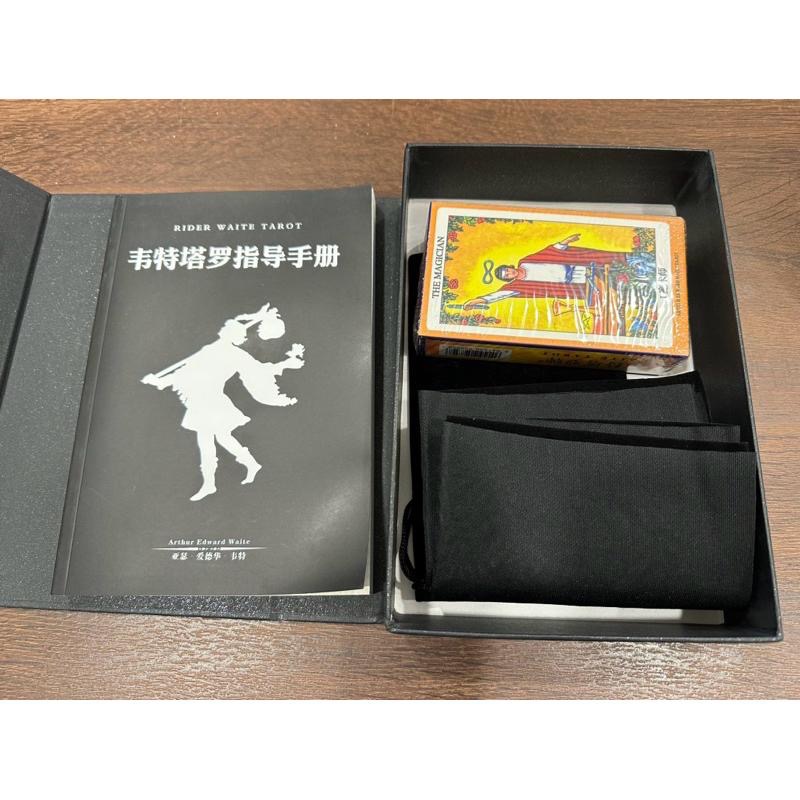 RIDER WAITE TAROT
韦特塔罗指导手册
Arthur Edward Waite
亚瑟·爱德华·韦特
THE MAGICIAN